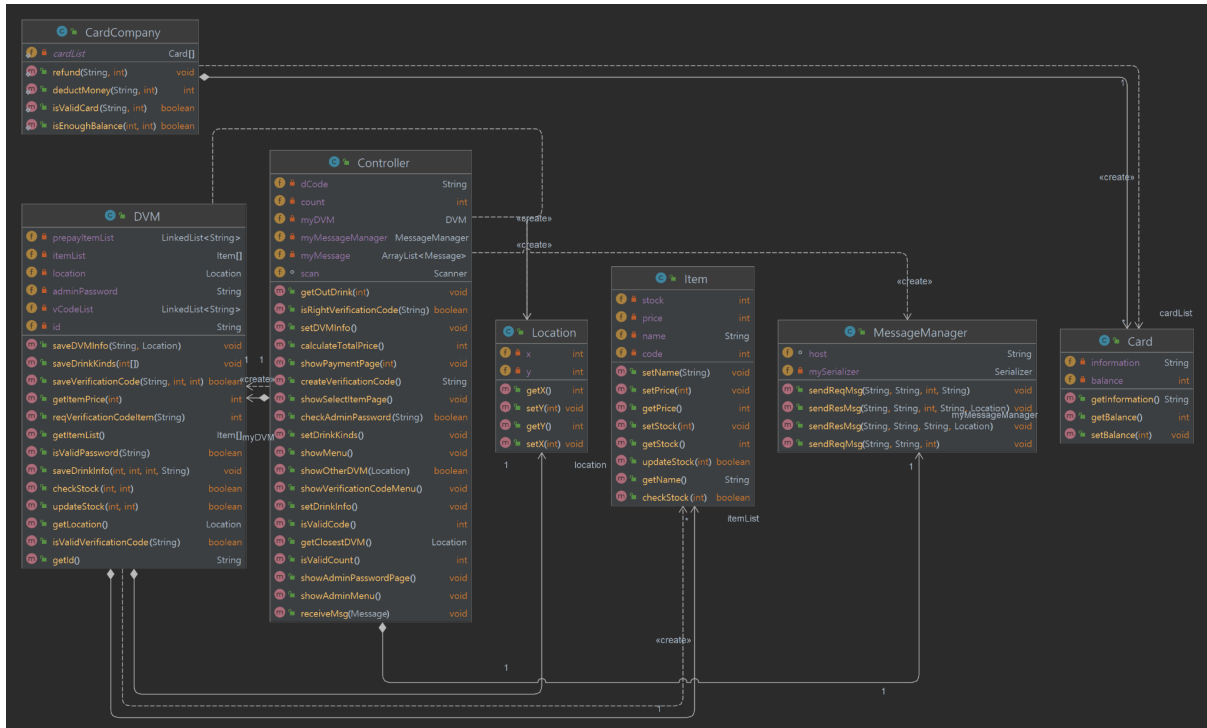 CardCompany
cardList Card[]
refund(String, int) void
deductMoney(String, int) int
isValidCard(String, int) boolean
isEnoughBalance(int, int) boolean
DVM
prepayItemList LinkedList<String>
itemList Item[]
location Location
adminPassword String
vCodeList LinkedList<String>
id String
saveDVMInfo(String, Location) void
saveDrinkKinds(int[]) void
saveVerificationCode(String, int, int) boolean
getItemPrice(int) int
reqVerificationCodeItem(String) int
getItemList() Item[]
isValidPassword(String) boolean
saveDrinkInfo(int, int, int, String) void
checkStock(int, int) boolean
updateStock(int, int) boolean
getLocation() Location
isValidVerificationCode(String) boolean
getId() String
Controller
dCode String
count int
myDVM DVM
myMessageManager MessageManager
myMessage ArrayList<Message>
scan Scanner
getOutDrink(int) void
isRightVerificationCode(String) boolean
setDVMInfo() void
calculateTotalPrice() int
showPaymentPage(int) void
createVerificationCode() String
showSelectItemPage() void
checkAdminPassword(String) boolean
setDrinkKinds() void
showMenu() void
showOtherDVM(Location) boolean
showVerificationCodeMenu() void
setDrinkInfo() void
isValidCode() int
getClosestDVM() Location
isValidCount() int
showAdminPasswordPage() void
showAdminMenu() void
receiveMsg(Message) void
Location
x int
y int
getX() int
setY(int) void
getY() int
setX(int) void
Item
stock int
price int
name String
code int
setName(String) void
setPrice(int) void
getPrice() int
setStock(int) void
getStock() int
updateStock(int) boolean
getName() String
checkStock(int) boolean
MessageManager
host String
mySerializer Serializer
sendReqMsg(String, String, int, String) void
sendResMsg(String, String, int, String, Location) void
sendResMsg(String, String, String, Location) void
sendReqMsg(String, String, int) void
Card
information String
balance int
getInformation() String
getBalance() int
setBalance(int) void
1
«create»
*
cardList
«create»
«create»
«create»
1
1
«create»
myDVM
1
location
*
itemList
1
myMessageManager
«create»
1
1
1